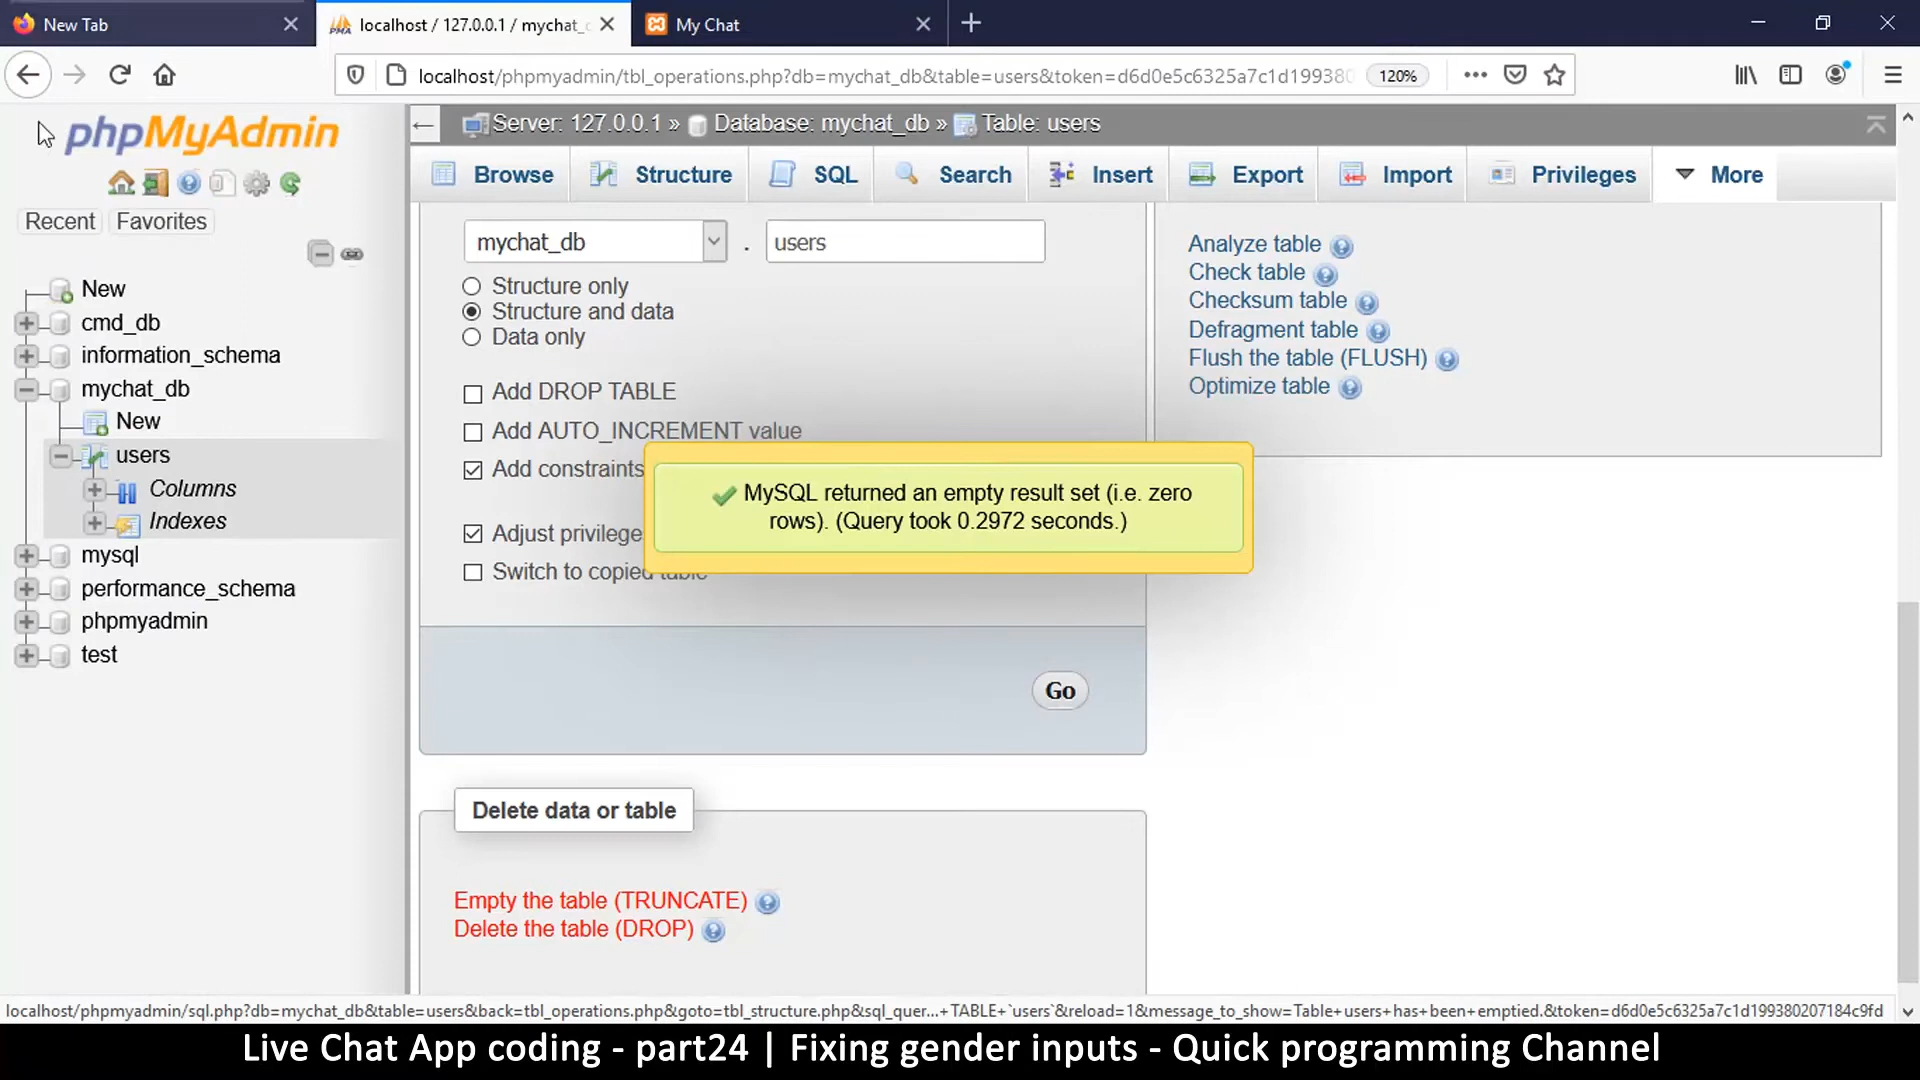 New Tab
localhost / 127.0.0.1 / mychat_
My Chat
localhost/phpmyadmin/tbl_operations.php?db=mychat_db&table=users&token=d6d0e5c6325a7c1d199380
120%
phpMyAdmin
Recent
Favorites
New
cmd_db
information_schema
mychat_db
New
users
Columns
Indexes
mysql
performance_schema
phpmyadmin
test
Server: 127.0.0.1 » Database: mychat_db » Table: users
Browse
Structure
SQL
Search
Insert
Export
Import
Privileges
More
mychat_db . users
Structure only
Structure and data
Data only
Add DROP TABLE
Add AUTO_INCREMENT value
Add constraints
Adjust privilege
Switch to copied table
Go
Analyze table
Check table
Checksum table
Defragment table
Flush the table (FLUSH)
Optimize table
MySQL returned an empty result set (i.e. zero
rows). (Query took 0.2972 seconds.)
Delete data or table
Empty the table (TRUNCATE)
Delete the table (DROP)
localhost/phpmyadmin/sql.php?db=mychat_db&table=users&back=tbl_operations.php&goto=tbl_structure.php&sql_quer...+TABLE+`users`&reload=1&message_to_show=Table+users+has+been+emptied.&token=d6d0e5c6325a7c1d199380207184c9fd
Live Chat App coding - part24 | Fixing gender inputs - Quick programming Channel